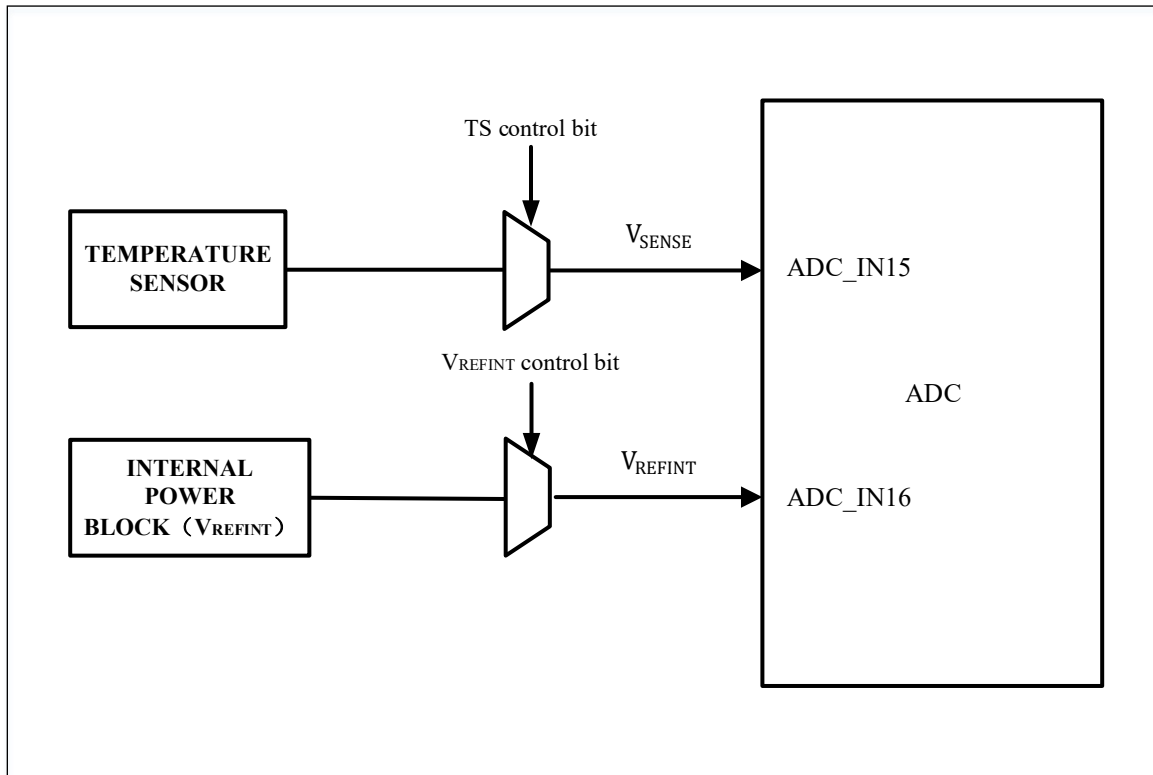 TS control bit
TEMPERATURE
SENSOR
VSENSE
ADC_IN15
VREFINT control bit
ADC
INTERNAL
POWER
BLOCK（VREFINT）
VREFINT
ADC_IN16